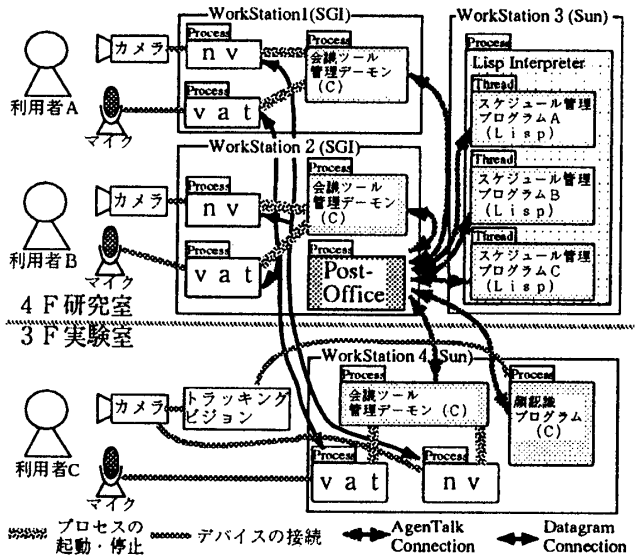 WorkStation1(SGI)
Process
カメラ
n v
Process
会議ツール
管理デーモン
(C)
利用者A
マイク
Process
v a t
WorkStation 2 (SGI)
Process
カメラ
n v
Process
会議ツール
管理デーモン
(C)
利用者B
マイク
Process
v a t
Process
Post-
Office
WorkStation 3 (Sun)
Process
Lisp Interpreter
Thread
スケジュール管理
プログラムA
(Lisp)
Thread
スケジュール管理
プログラムB
(Lisp)
Thread
スケジュール管理
プログラムC
(Lisp)
4F研究室
3F実験室
WorkStation 4 (Sun)
カメラ
トラッキング
ビジョン
Process
会議ツール
管理デーモン (C)
Process
顔認識
プログラム
(C)
利用者C
マイク
Process
v a t
Process
n v
プロセスの
起動・停止
デバイスの接続
AgenTalk
Connection
Datagram
Connection